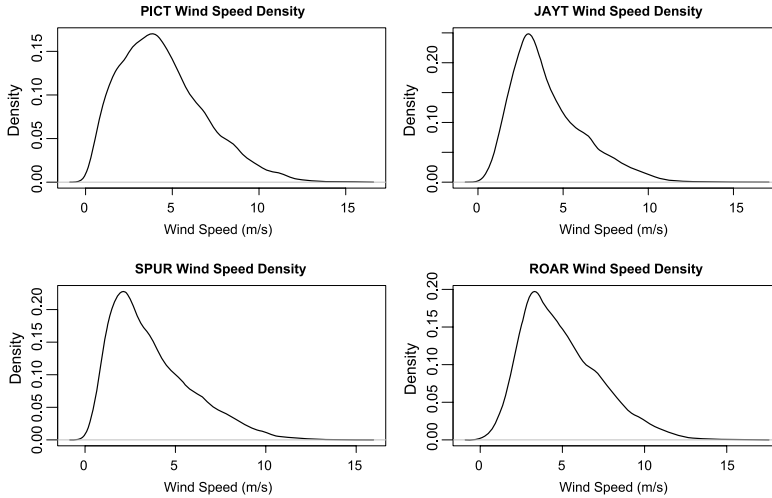 PICT Wind Speed Density
Density
0.00 0.05 0.10 0.15
0 5 10 15
Wind Speed (m/s)
JAYT Wind Speed Density
Density
0.00 0.10 0.20
0 5 10 15
Wind Speed (m/s)
SPUR Wind Speed Density
Density
0.00 0.05 0.10 0.15 0.20
0 5 10 15
Wind Speed (m/s)
ROAR Wind Speed Density
Density
0.00 0.05 0.10 0.15 0.20
0 5 10 15
Wind Speed (m/s)